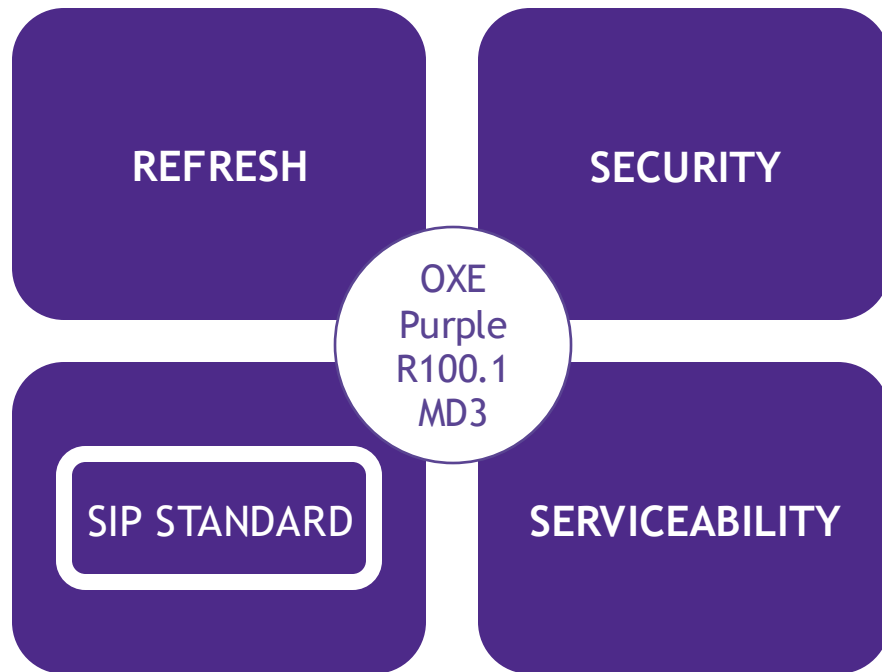 REFRESH
SECURITY
OXE
Purple
R100.1
MD3
SIP STANDARD
SERVICEABILITY